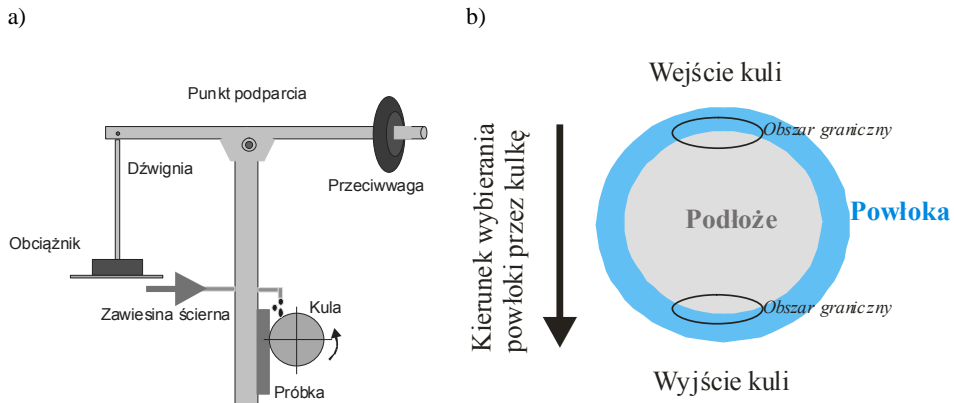 a)
Punkt podparcia
Dźwignia
Przeciwwaga
Obciążnik
Zawiesina ścierna
Kula
Próbka
b)
Wejście kuli
Obszar graniczny
Kierunek wybierania
powłoki przez kulkę
Podłoże
Powłoka
Obszar graniczny
Wyjście kuli